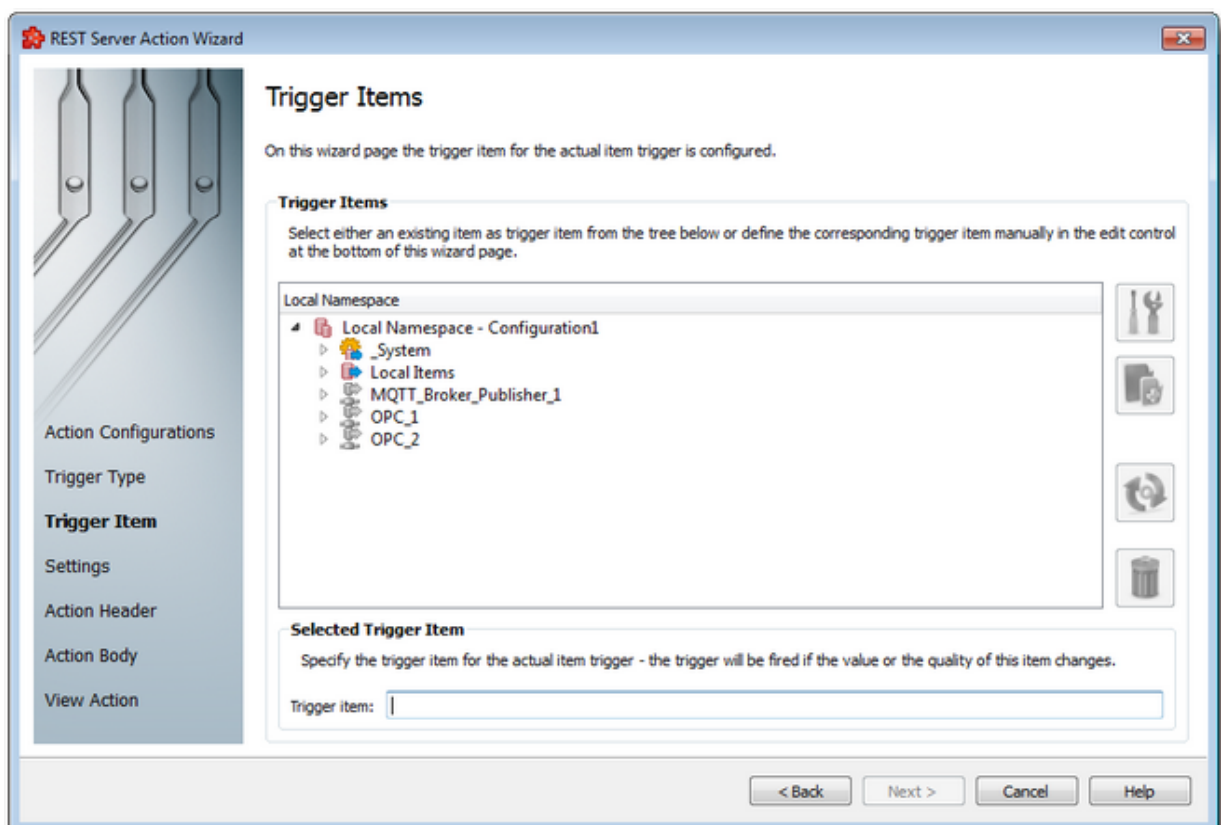 REST Server Action Wizard
Trigger Items
On this wizard page the trigger item for the actual item trigger is configured.
Trigger Items
Select either an existing item as trigger item from the tree below or define the corresponding trigger item manually in the edit control
at the bottom of this wizard page.
Local Namespace
Local Namespace - Configuration1
_System
Local Items
MQTT_Broker_Publisher_1
OPC_1
OPC_2
Action Configurations
Trigger Type
Trigger Item
Settings
Action Header
Action Body
View Action
Selected Trigger Item
Specify the trigger item for the actual item trigger - the trigger will be fired if the value or the quality of this item changes.
Trigger item:
< Back
Next >
Cancel
Help